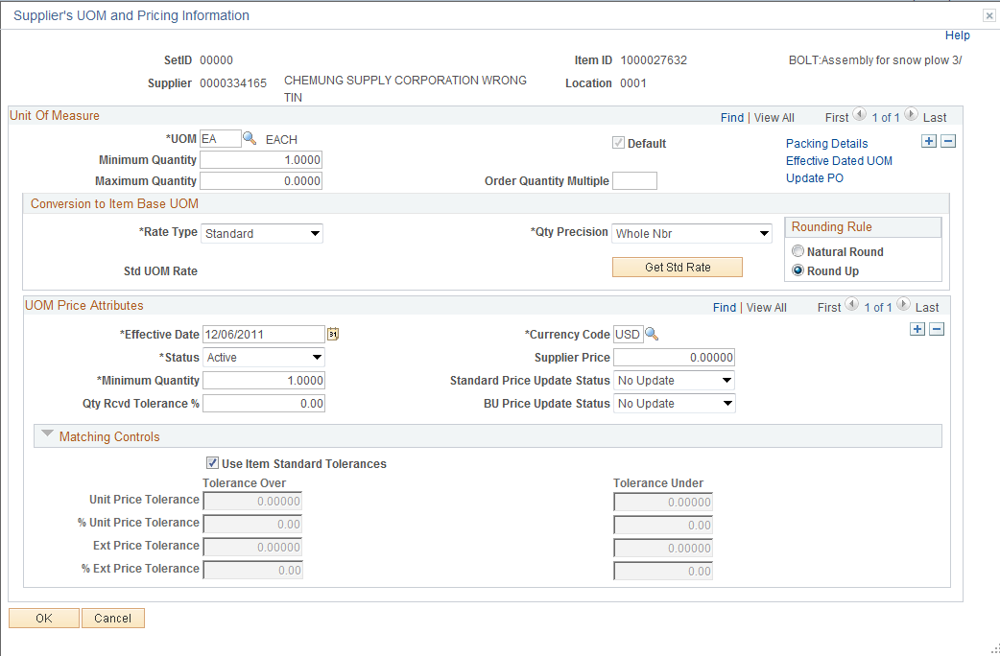 Supplier's UOM and Pricing Information
Help
SetID 00000 Item ID 1000027632 BOLT:Assembly for snow plow 3/
Supplier 0000334165 CHEMUNG SUPPLY CORPORATION WRONG TIN Location 0001
Unit Of Measure Find | View All First 1 of 1 Last
*UOM EA EACH Default Packing Details
Minimum Quantity 1.0000 Effective Dated UOM
Maximum Quantity 0.0000 Order Quantity Multiple Update PO
Conversion to Item Base UOM
*Rate Type Standard *Qty Precision Whole Nbr Rounding Rule
Natural Round
Std UOM Rate Get Std Rate Round Up
UOM Price Attributes Find | View All First 1 of 1 Last
*Effective Date 12/06/2011 31 *Currency Code USD
*Status Active Supplier Price 0.00000
*Minimum Quantity 1.0000 Standard Price Update Status No Update
Qty Rcvd Tolerance % 0.00 BU Price Update Status No Update
Matching Controls
Use Item Standard Tolerances
Tolerance Over Tolerance Under
Unit Price Tolerance 0.00000 0.00000
% Unit Price Tolerance 0.00 0.00
Ext Price Tolerance 0.00000 0.00000
% Ext Price Tolerance 0.00 0.00
OK Cancel